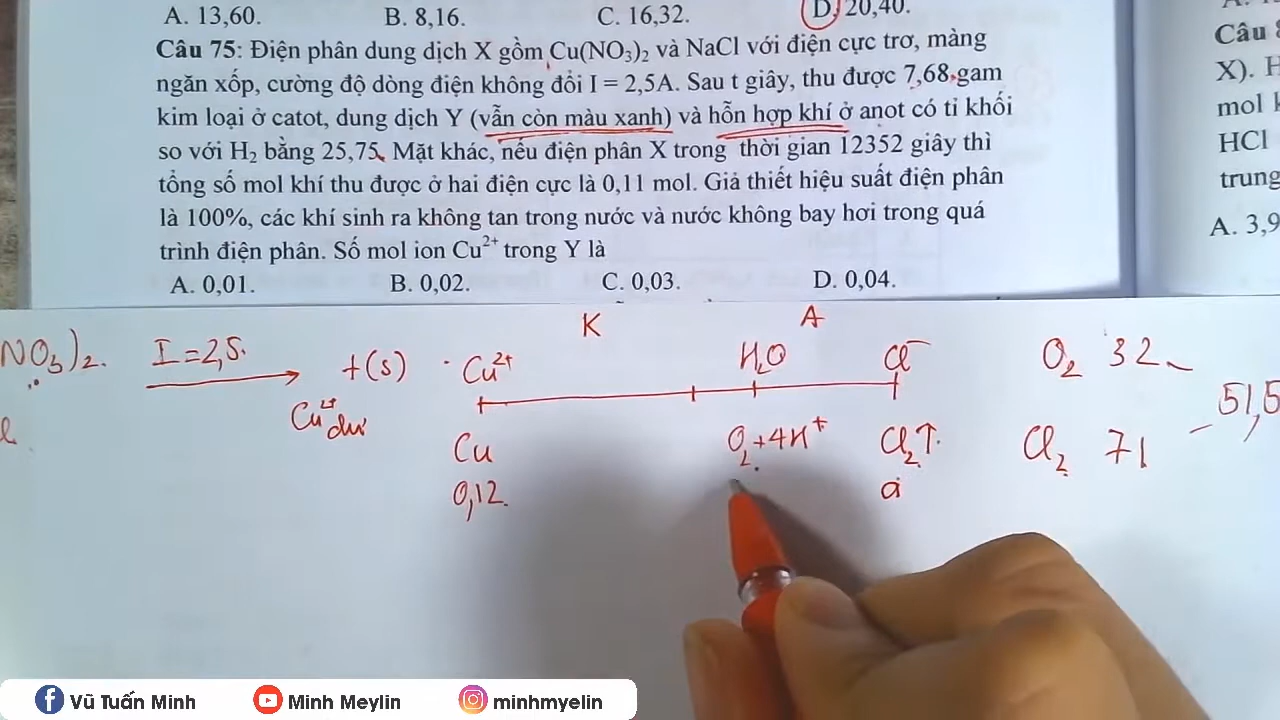 A. 13,60. B. 8,16. C. 16,32. D. 20,40.
Câu 75: Điện phân dung dịch X gồm Cu(NO3)2 và NaCl với điện cực trơ, màng
ngăn xốp, cường độ dòng điện không đổi I = 2,5A. Sau t giây, thu được 7,68 gam
kim loại ở catot, dung dịch Y (vẫn còn màu xanh) và hỗn hợp khí ở anot có tỉ khối
so với H2 bằng 25,75. Mặt khác, nếu điện phân X trong thời gian 12352 giây thì
tổng số mol khí thu được ở hai điện cực là 0,11 mol. Giả thiết hiệu suất điện phân
là 100%, các khí sinh ra không tan trong nước và nước không bay hơi trong quá
trình điện phân. Số mol ion Cu2+ trong Y là
A. 0,01. B. 0,02. C. 0,03. D. 0,04.
Câu
X). H
mol
HCl
trung
A. 3,9
K A
NO3)2. I = 2,5. t(s) Cu2+ H2O Cl- O2 32
Cu2+ dư 51,5
Cu O2 + 4H+ Cl2↑ Cl2 71
0,12 a
Vũ Tuấn Minh Minh Meylin minhmyelin